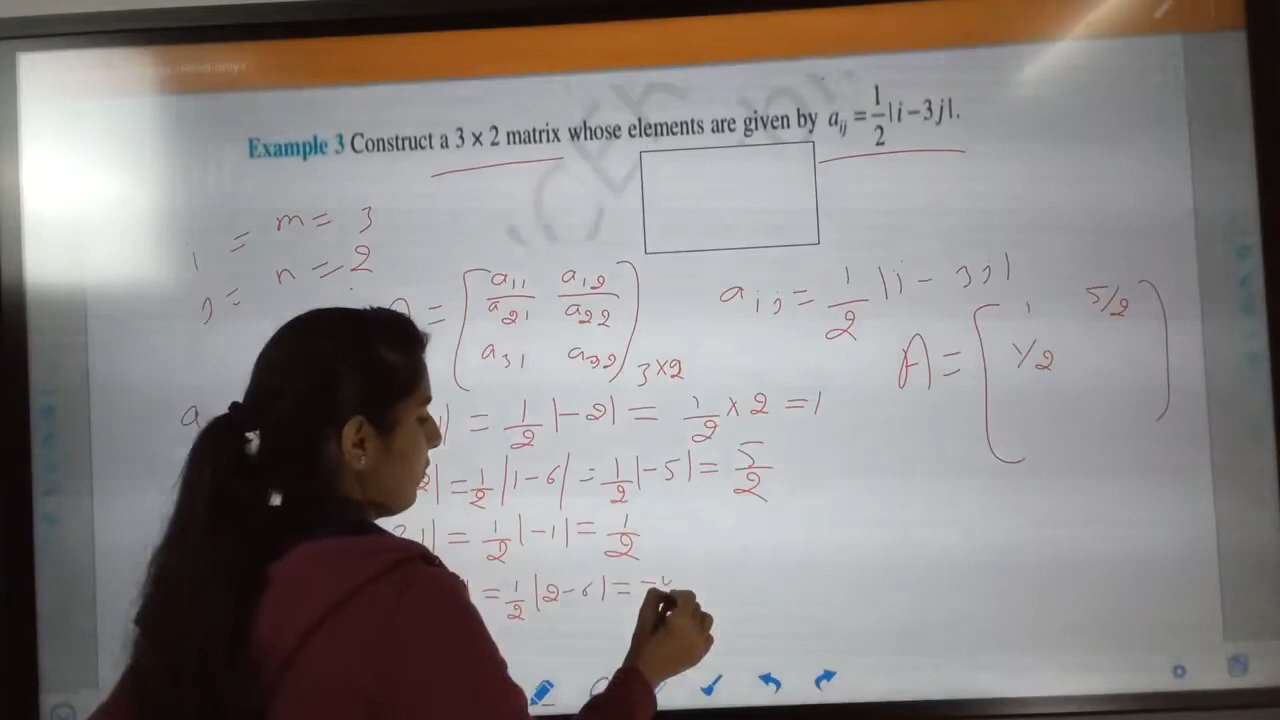 Example 3 Construct a 3 × 2 matrix whose elements are given by a_ij = 1/2 |i – 3j|.
i = m = 3
j = n = 2
= [a11 a12
a21 a22
a31 a32] 3×2
a_ij = 1/2 |i - 3j|
A = [1 5/2
1/2 ]
a = 1/2 |-2| = 1/2 × 2 = 1
2| = 1/2 |1-6| = 1/2 |-5| = 5/2
= 1/2 |-1| = 1/2
= 1/2 |2-6| =